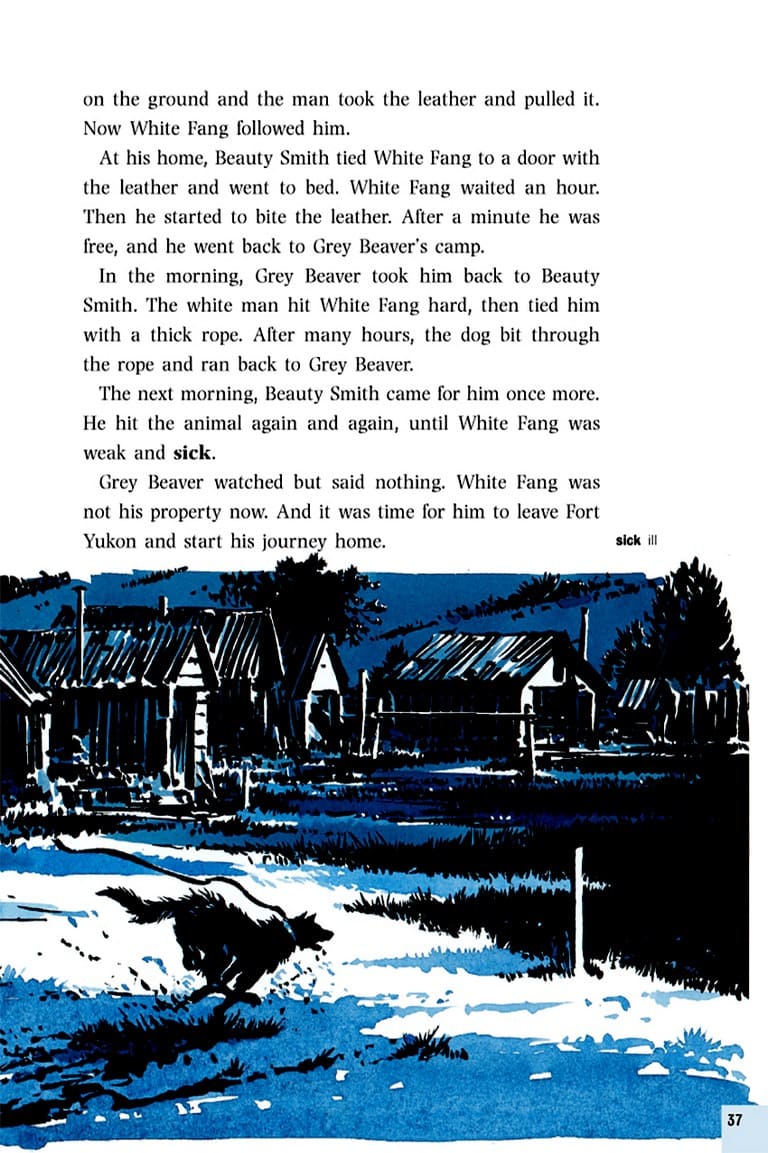 on the ground and the man took the leather and pulled it.
Now White Fang followed him.
At his home, Beauty Smith tied White Fang to a door with
the leather and went to bed. White Fang waited an hour.
Then he started to bite the leather. After a minute he was
free, and he went back to Grey Beaver's camp.
In the morning, Grey Beaver took him back to Beauty
Smith. The white man hit White Fang hard, then tied him
with a thick rope. After many hours, the dog bit through
the rope and ran back to Grey Beaver.
The next morning, Beauty Smith came for him once more.
He hit the animal again and again, until White Fang was
weak and sick.
Grey Beaver watched but said nothing. White Fang was
not his property now. And it was time for him to leave Fort
Yukon and start his journey home.
sick ill
37